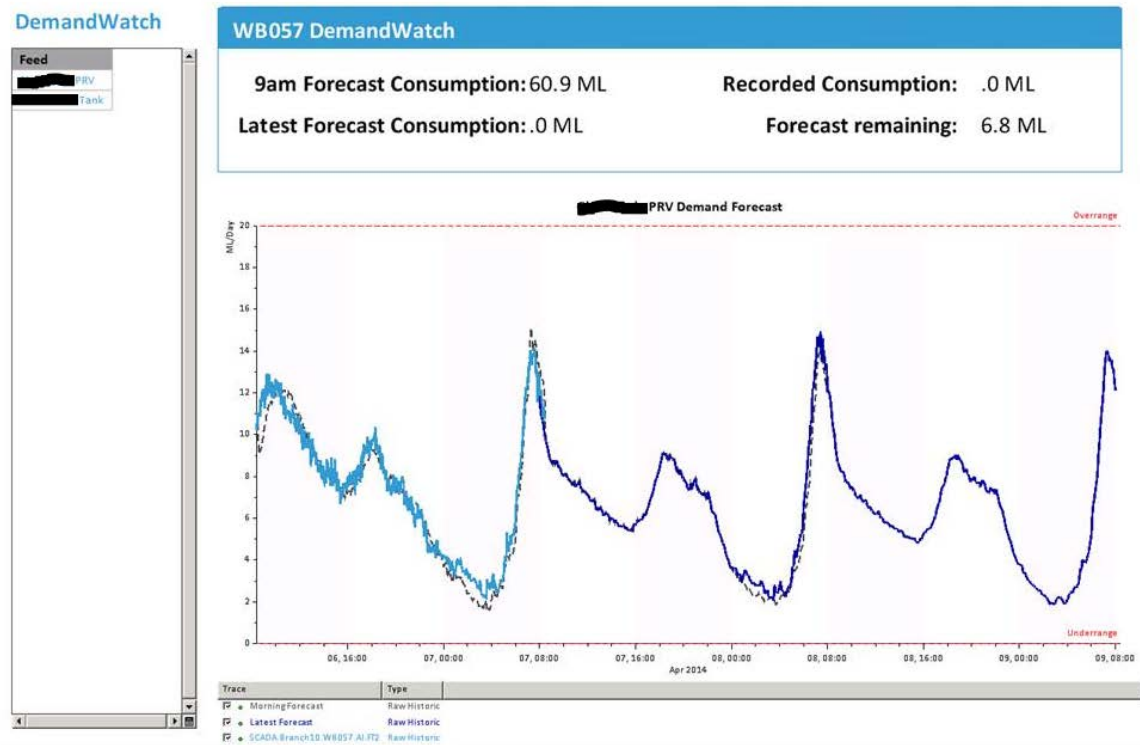 DemandWatch
Feed
PRV
Tank
WB057 DemandWatch
9am Forecast Consumption: 60.9 ML
Recorded Consumption: .0 ML
Latest Forecast Consumption: .0 ML
Forecast remaining: 6.8 ML
PRV Demand Forecast
Overrange
ML/Day
20
18
16
14
12
10
8
6
4
2
0
Underrange
06, 16:00 07, 00:00 07, 08:00 07, 16:00 08, 00:00 08, 08:00 08, 16:00 09, 00:00 09, 08:00
Apr 2014
Trace Type
Morning Forecast Raw Historic
Latest Forecast Raw Historic
SCADA.Branch10.WB057.AI.FT2 Raw Historic